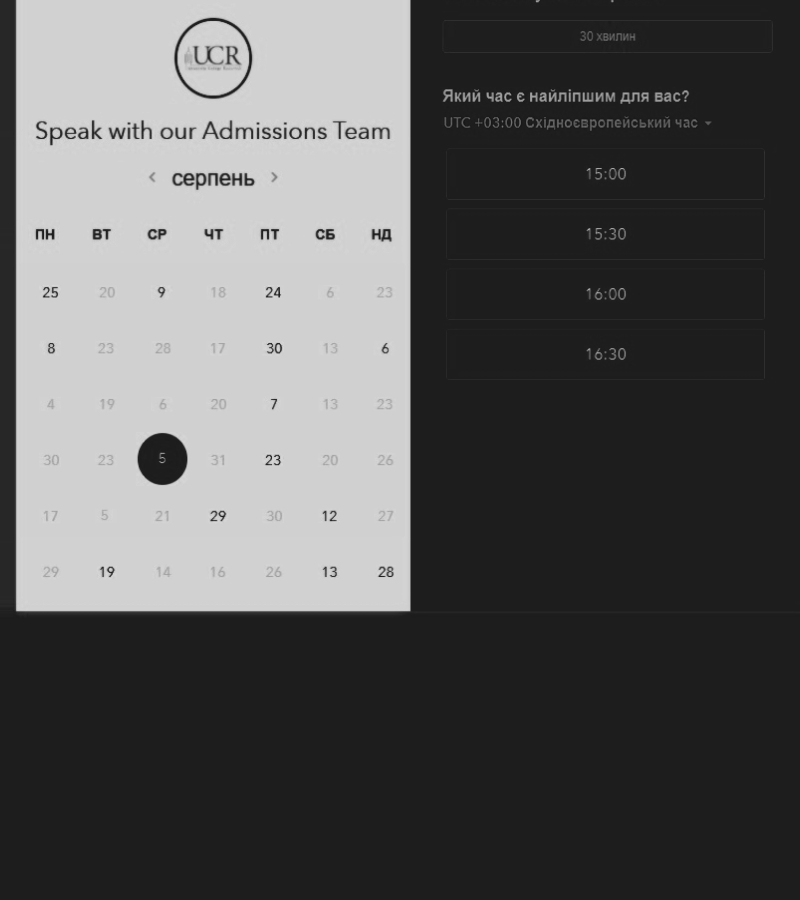 UCR
Speak with our Admissions Team
серпень
ПН ВТ СР ЧТ ПТ СБ НД
25 20 9 18 24 6 23
8 23 28 17 30 13 6
4 19 6 20 7 13 23
30 23 5 31 23 20 26
17 5 21 29 30 12 27
29 19 14 16 26 13 28
30 хвилин
Який час є найліпшим для вас?
UTC +03:00 Східноєвропейський час
15:00
15:30
16:00
16:30